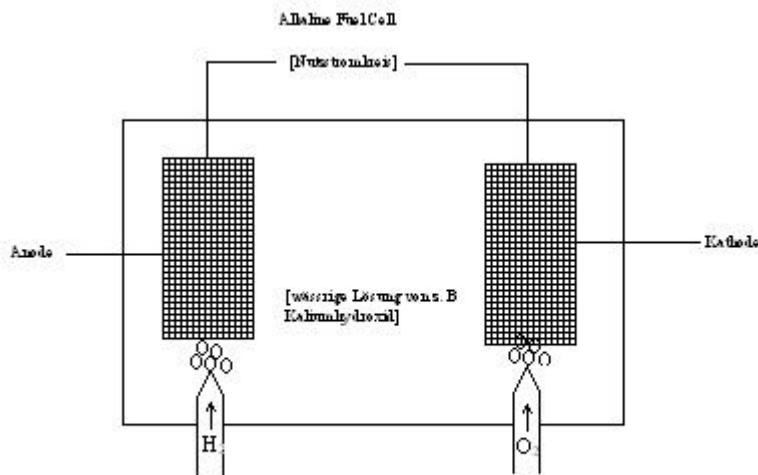 Alkaline Fuel Cell
[Nutzstromkreis]
Anode
Kathode
[wässrige Lösung von z. B
Kaliumhydroxid]
H2
O2